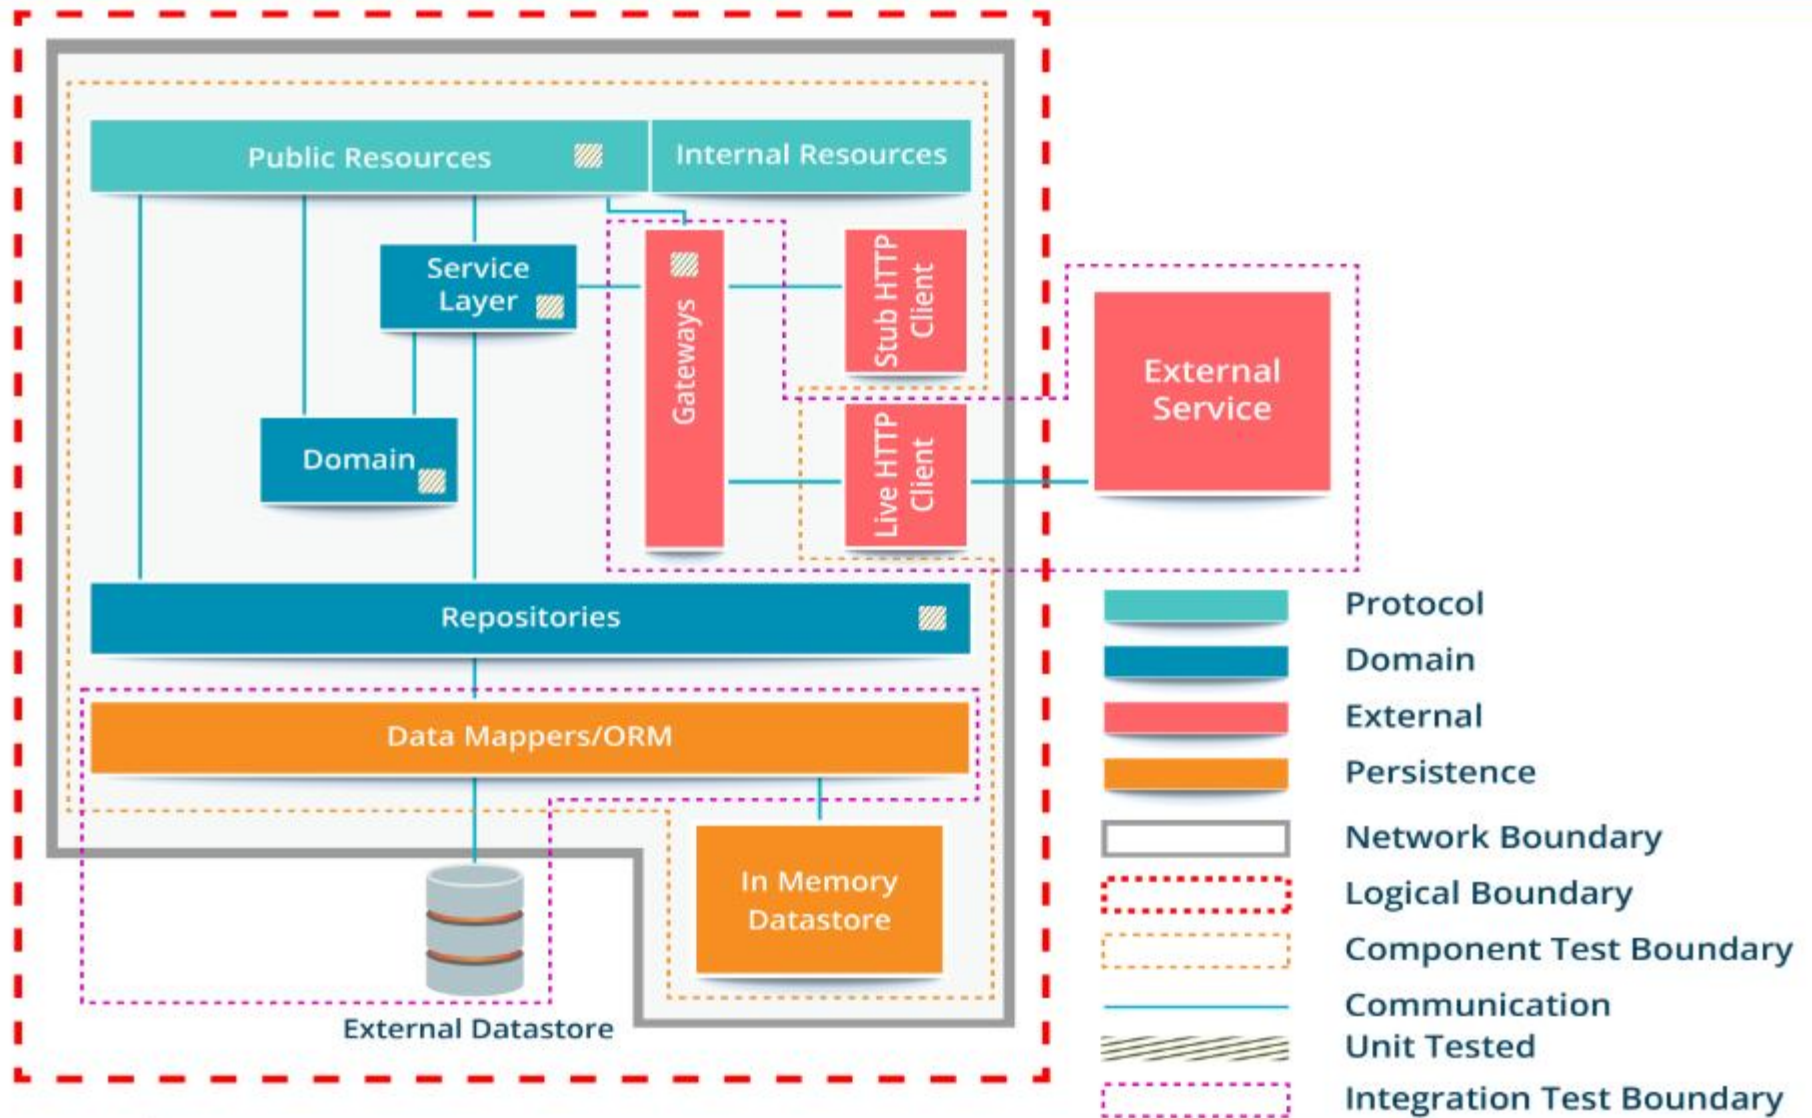 Public Resources
Internal Resources
Service
Layer
Gateways
Stub HTTP
Client
External
Service
Domain
Live HTTP
Client
Repositories
Data Mappers/ORM
In Memory
Datastore
External Datastore
Protocol
Domain
External
Persistence
Network Boundary
Logical Boundary
Component Test Boundary
Communication
Unit Tested
Integration Test Boundary